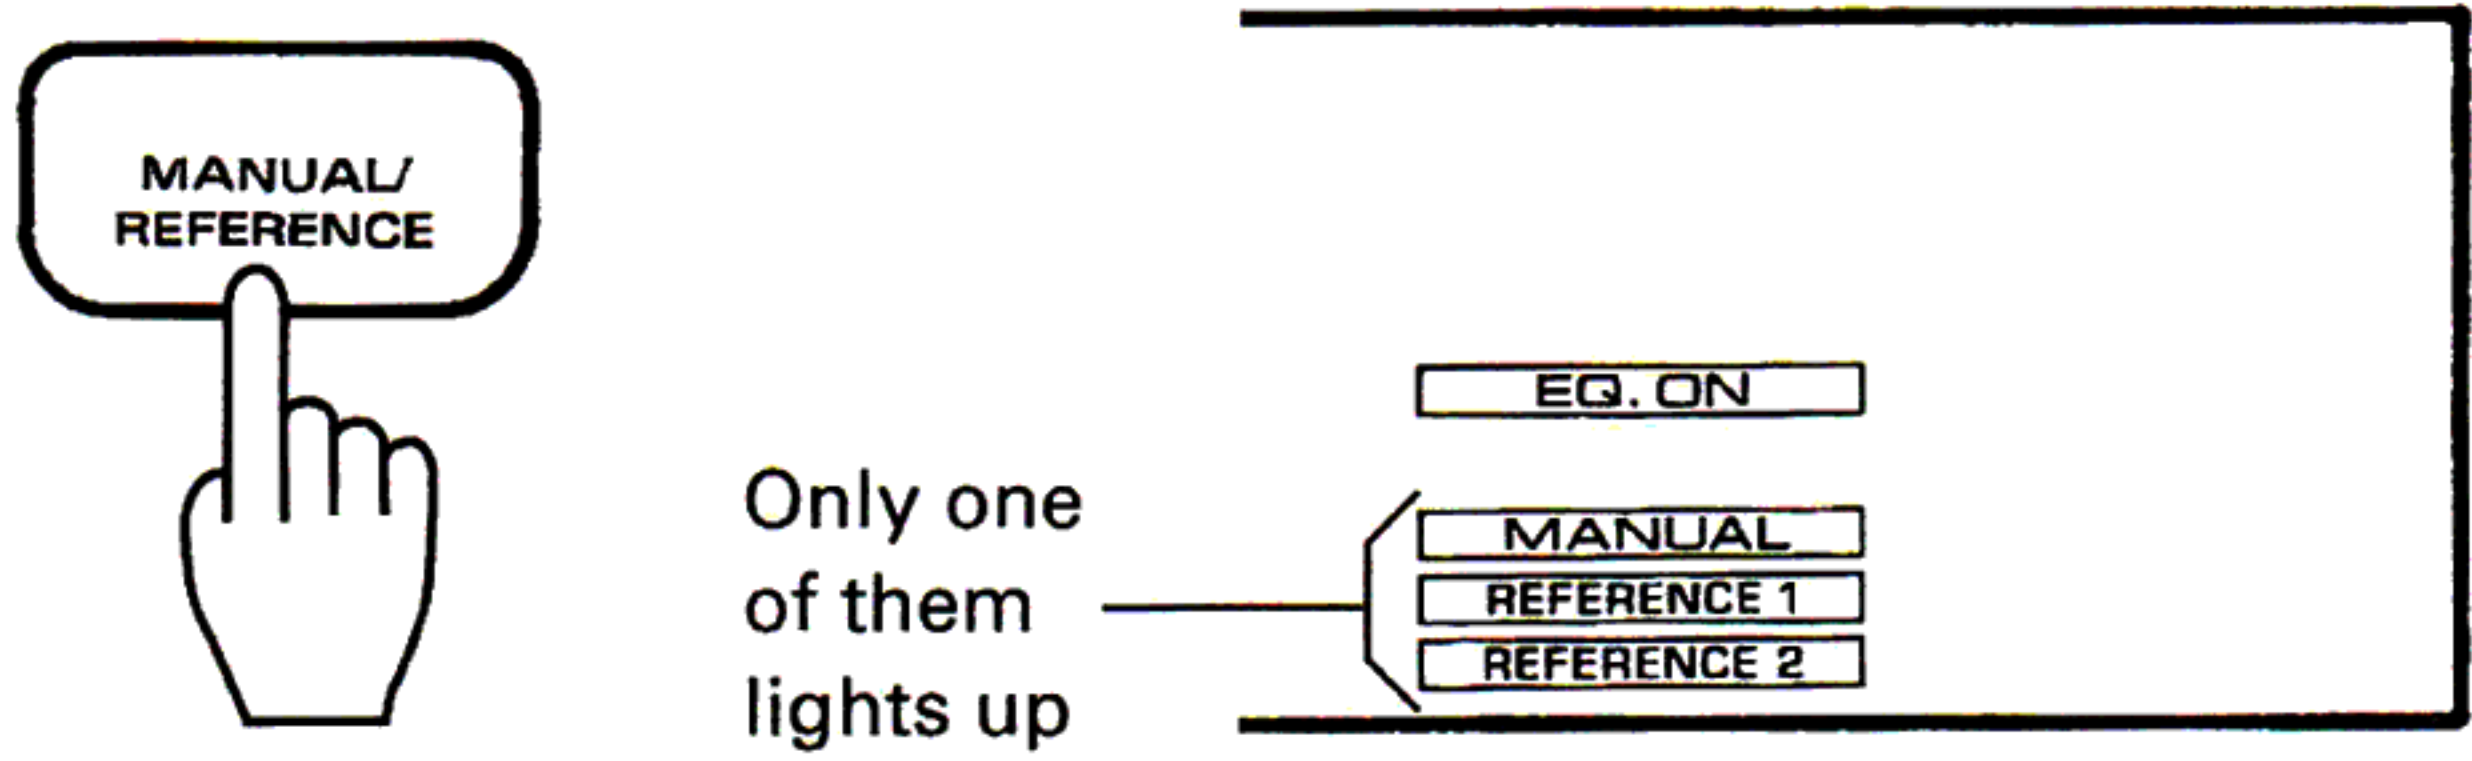 MANUAL/
REFERENCE
EQ. ON
Only one
of them
lights up
MANUAL
REFERENCE 1
REFERENCE 2